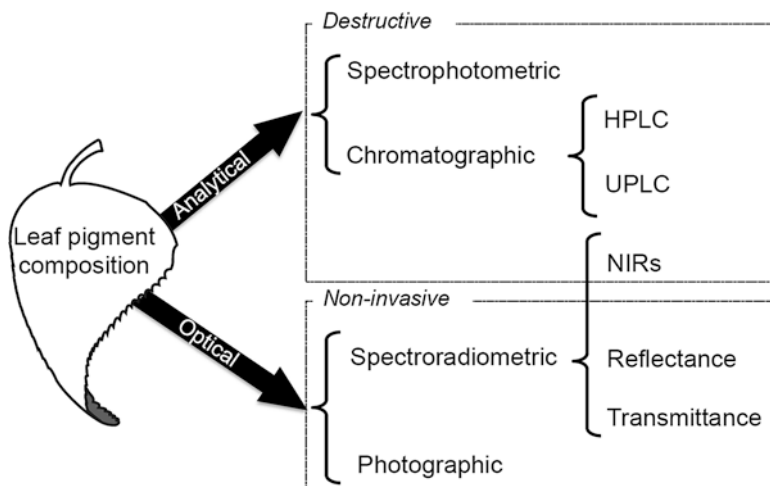 Destructive
Spectrophotometric
HPLC
Chromatographic
UPLC
Analytical
Leaf pigment
composition
NIRs
Non-invasive
Optical
Spectroradiometric
Reflectance
Transmittance
Photographic